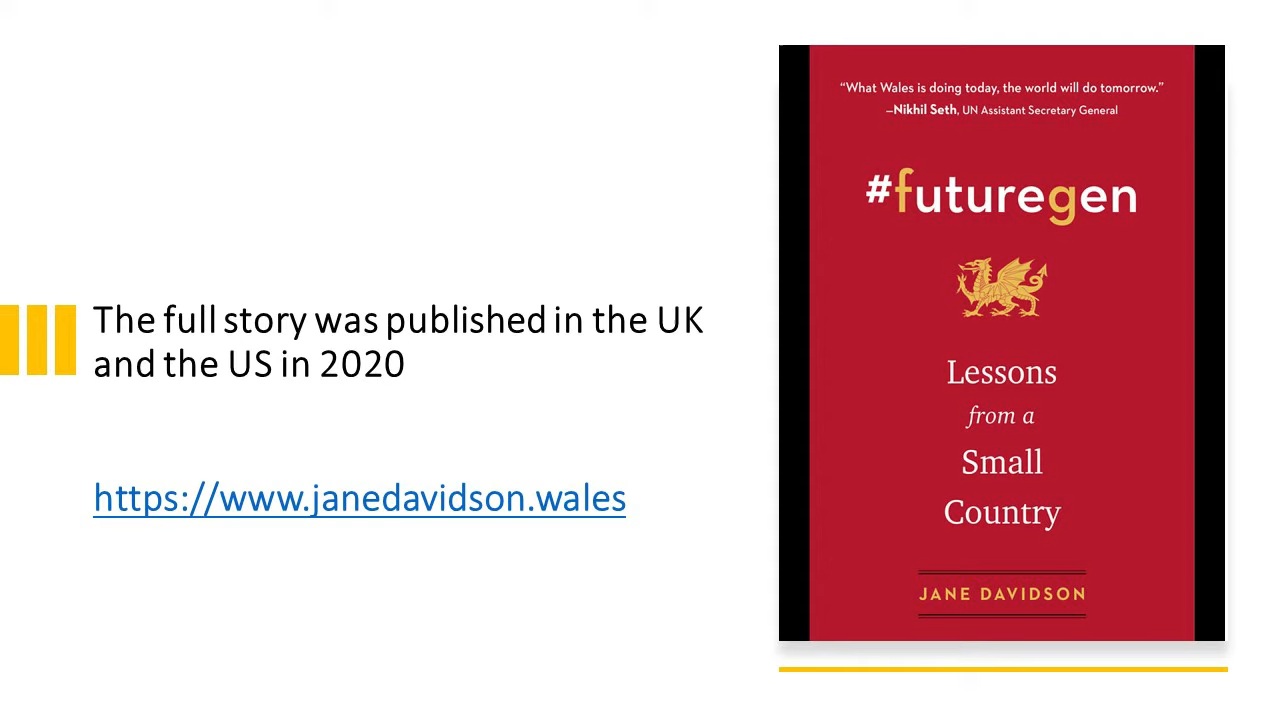 The full story was published in the UK
and the US in 2020
https://www.janedavidson.wales
“What Wales is doing today, the world will do tomorrow.”
—Nikhil Seth, UN Assistant Secretary General
#futuregen
Lessons
from a
Small
Country
JANE DAVIDSON